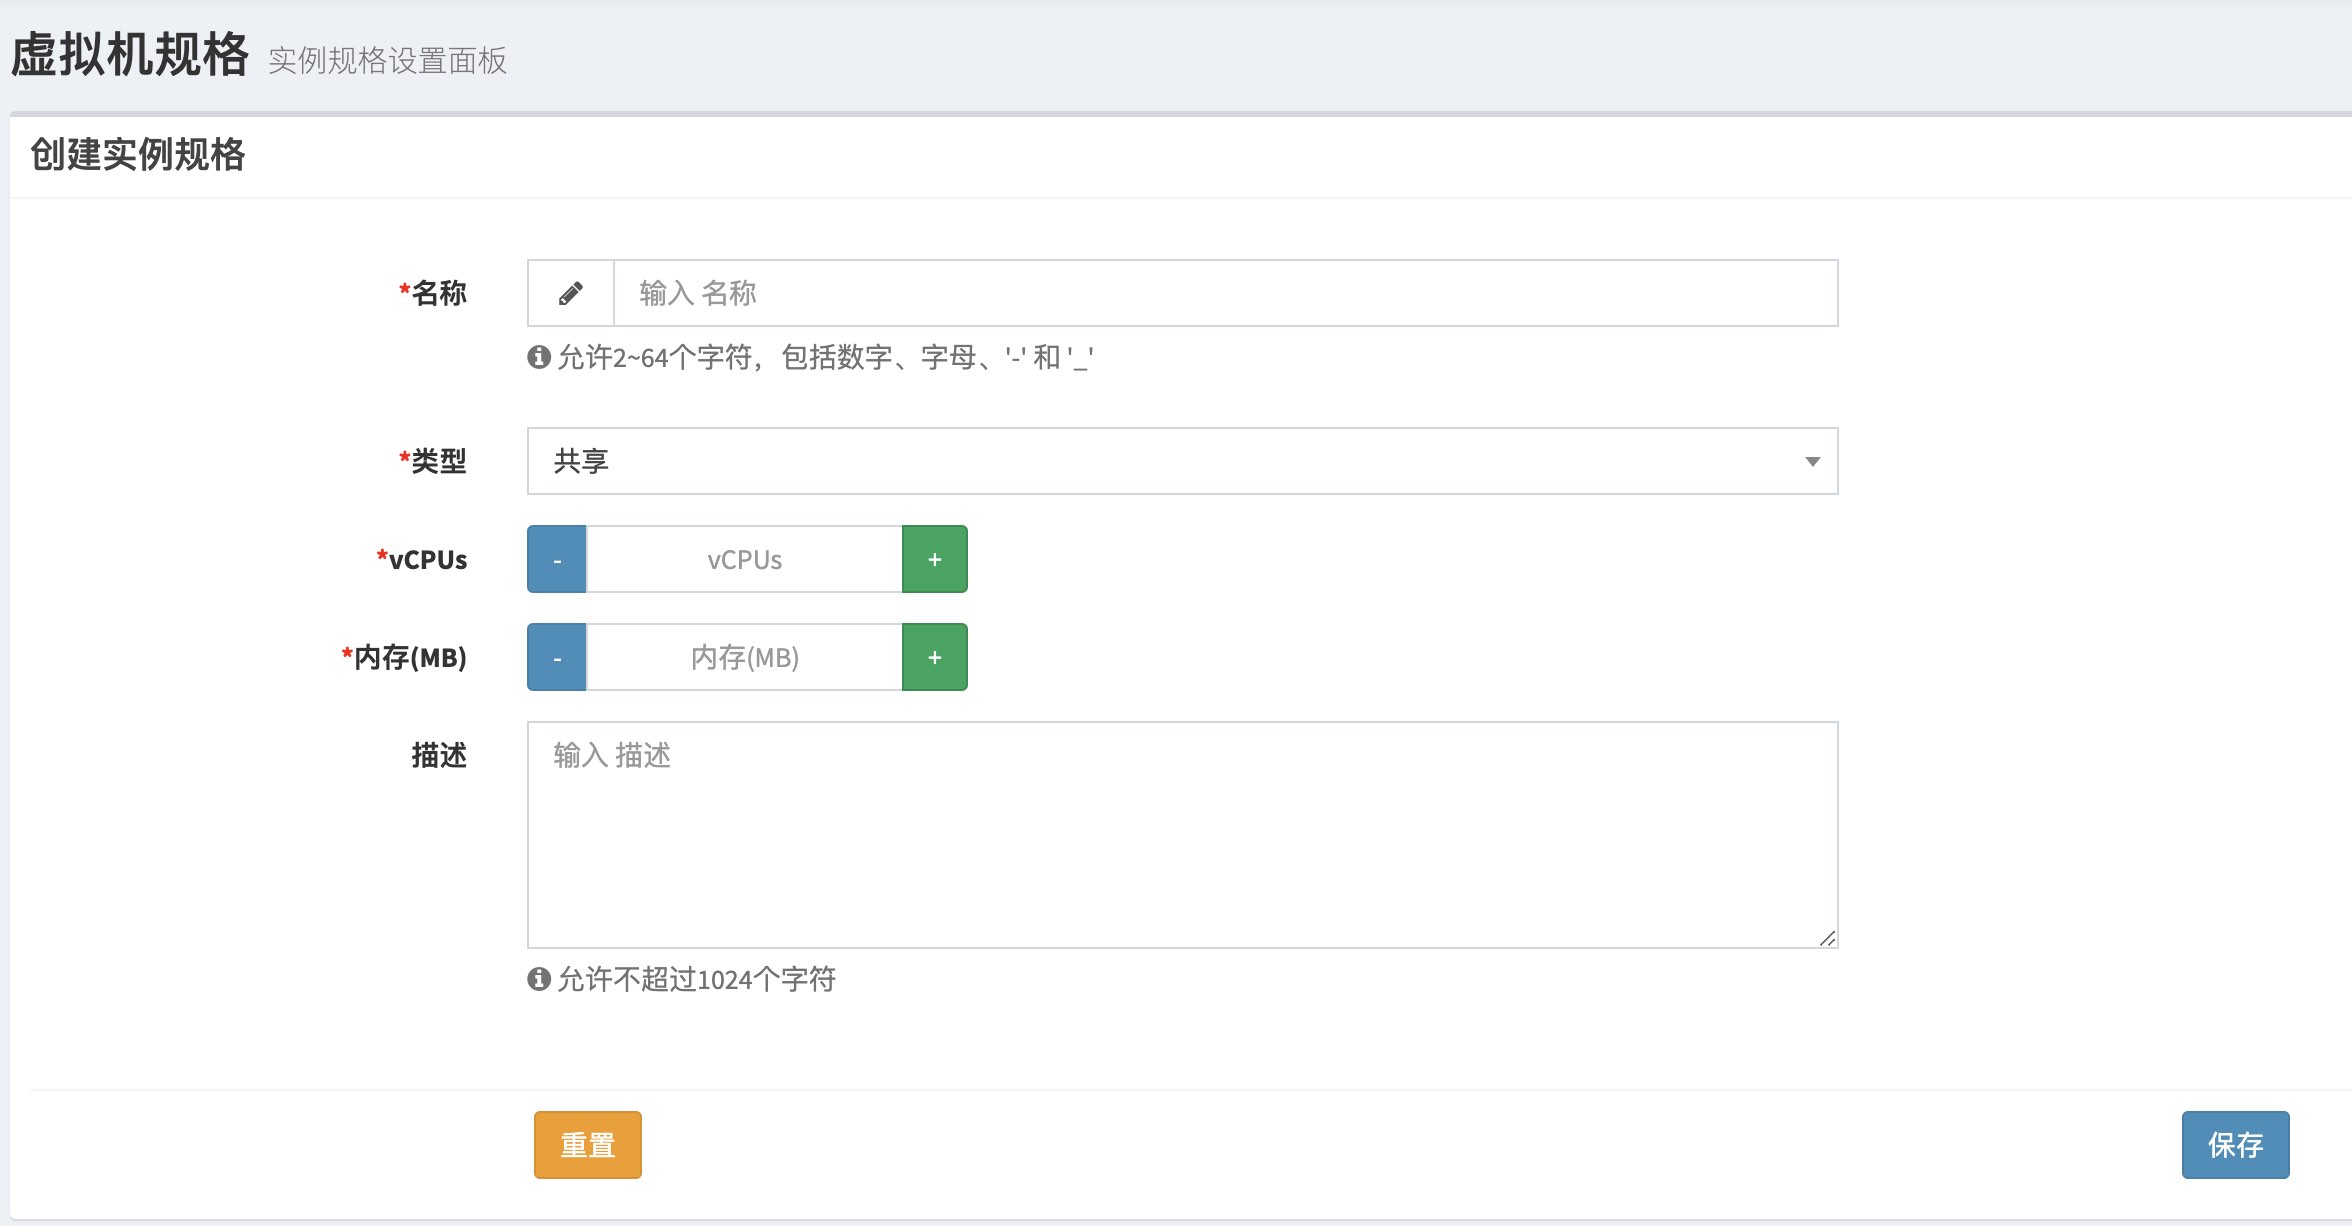 虚拟机规格 实例规格设置面板
创建实例规格
*名称
输入 名称
允许2~64个字符，包括数字、字母、'-' 和 '_'
*类型
共享
*vCPUs
- vCPUs +
*内存(MB)
- 内存(MB) +
描述
输入 描述
允许不超过1024个字符
重置
保存